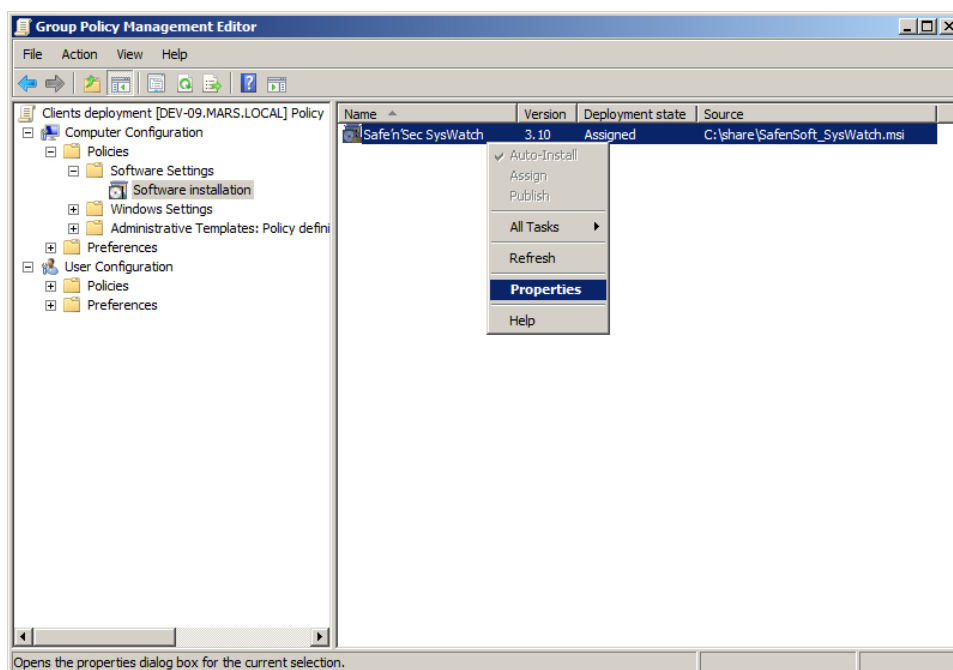 Group Policy Management Editor
File Action View Help
Clients deployment [DEV-09.MARS.LOCAL] Policy
Computer Configuration
Policies
Software Settings
Software installation
Windows Settings
Administrative Templates: Policy defini
Preferences
User Configuration
Policies
Preferences
Name Version Deployment state Source
Safe'n'Sec SysWatch 3.10 Assigned C:\share\SafenSoft_SysWatch.msi
Auto-Install
Assign
Publish
All Tasks
Refresh
Properties
Help
Opens the properties dialog box for the current selection.